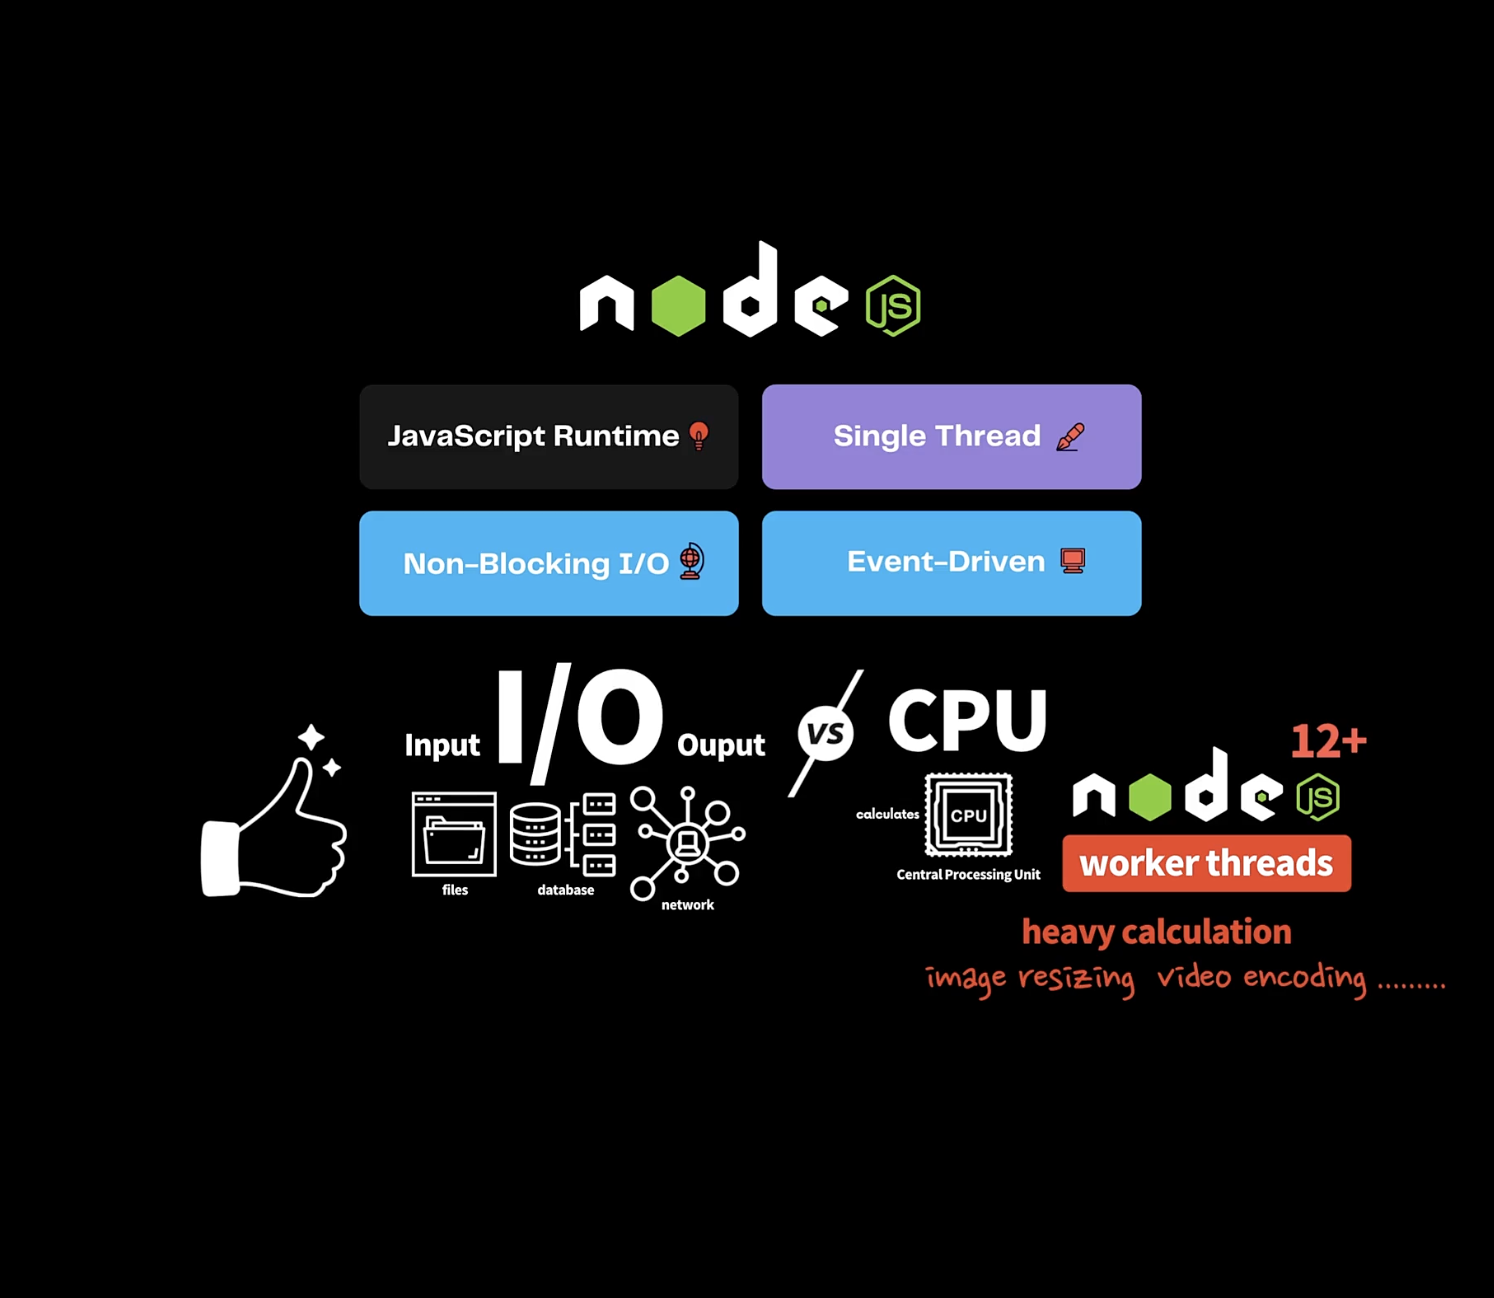 node JS
JavaScript Runtime
Single Thread
Non-Blocking I/O
Event-Driven
Input I/O Ouput
VS
CPU
files
database
network
calculates
CPU
Central Processing Unit
12+
node JS
worker threads
heavy calculation
image resizing video encoding .........